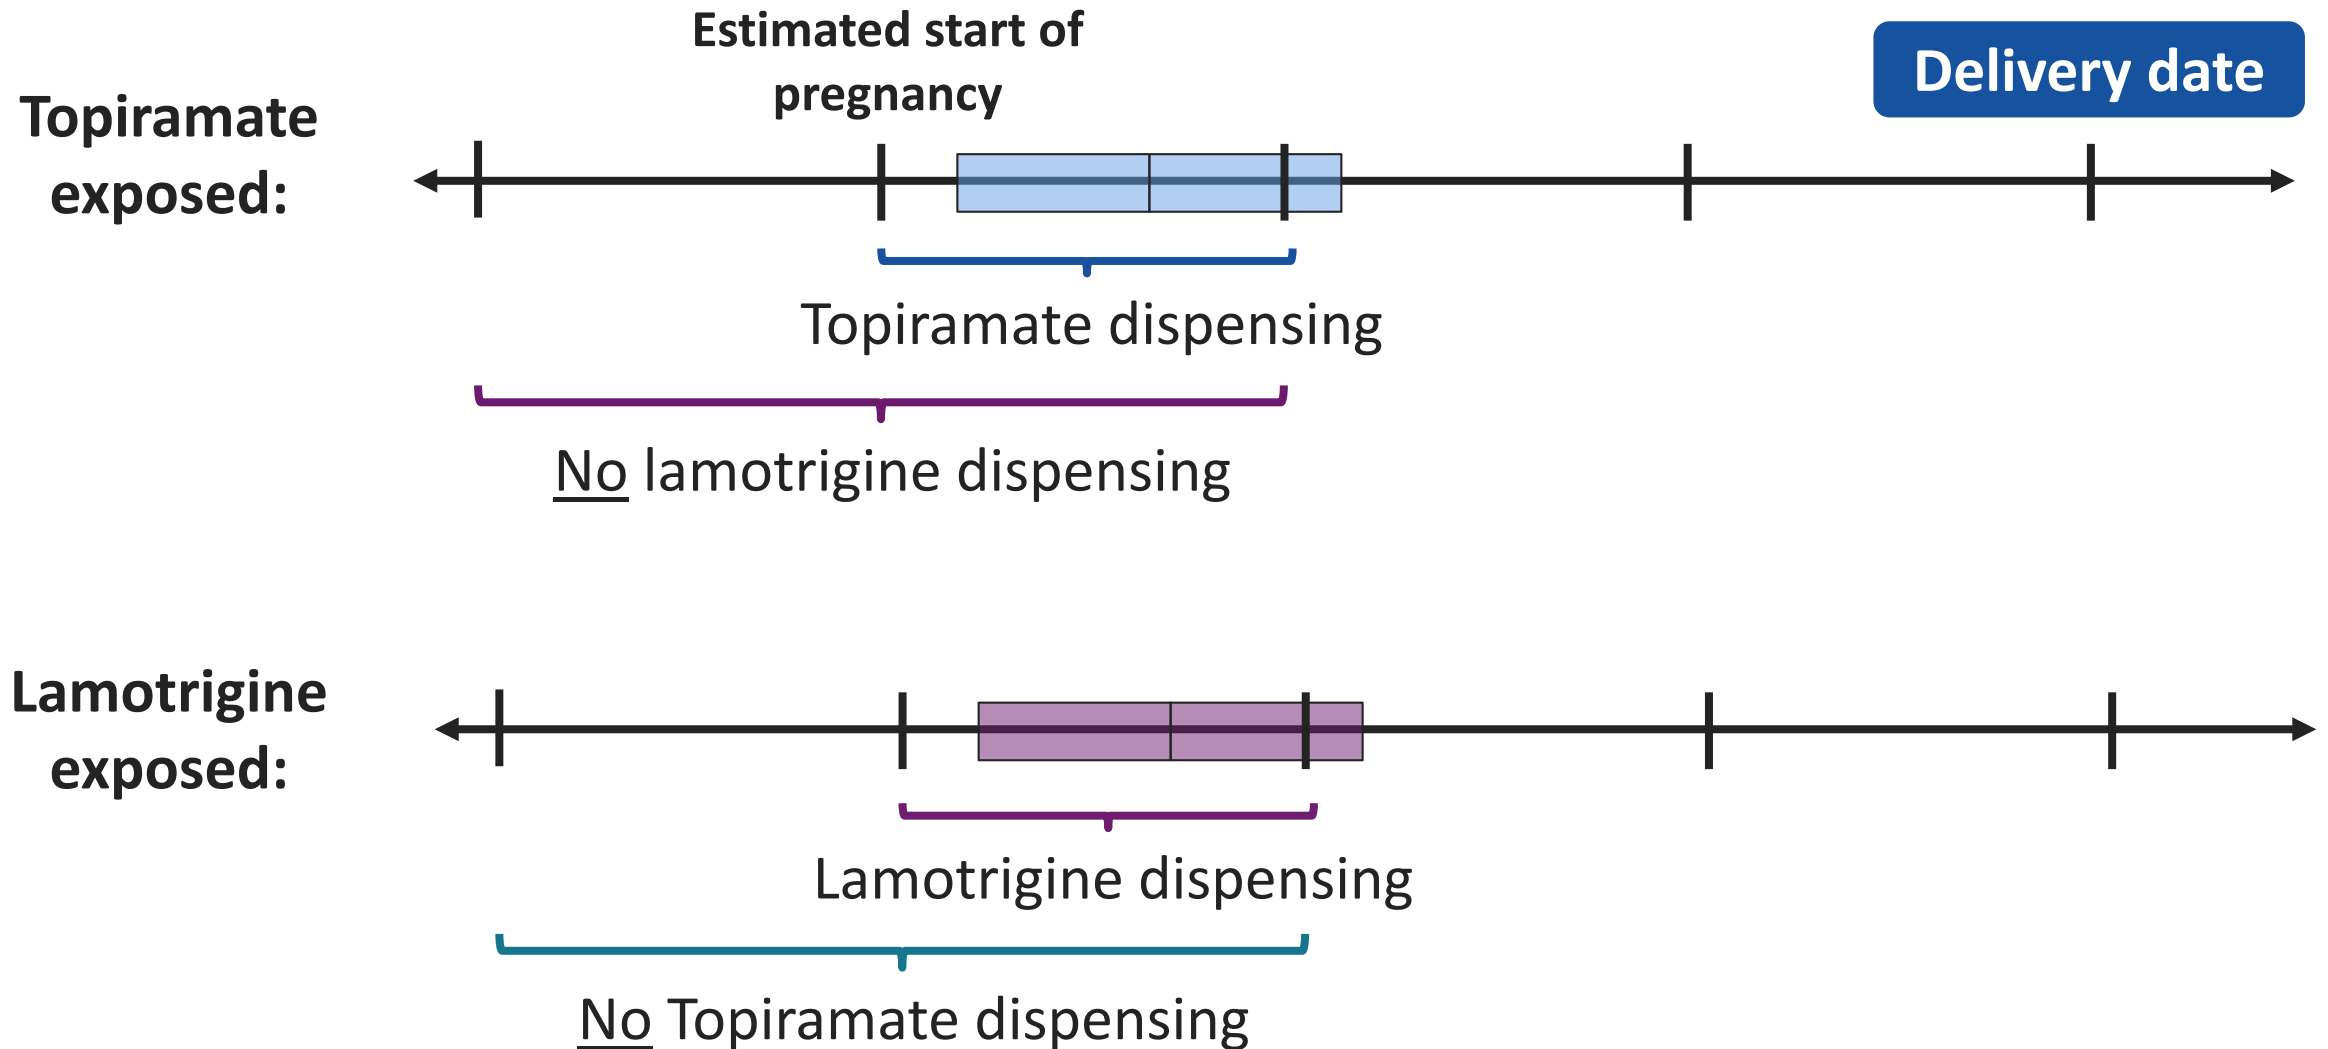 Estimated start of
pregnancy
Delivery date
Topiramate
exposed:
Topiramate dispensing
No lamotrigine dispensing
Lamotrigine
exposed:
Lamotrigine dispensing
No Topiramate dispensing